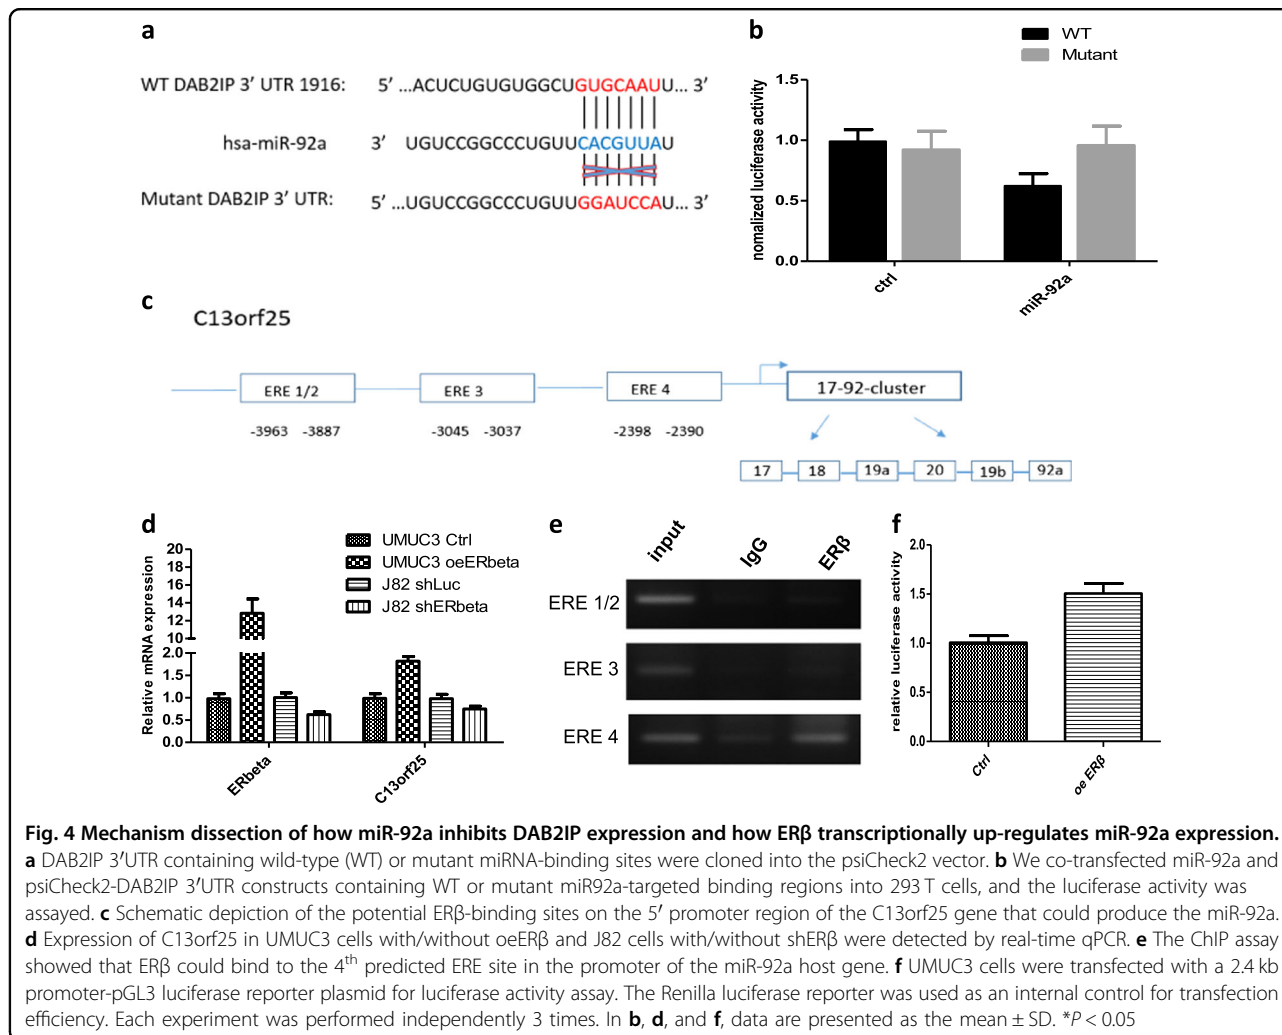 a
WT DAB2IP 3′ UTR 1916: 5′ ...ACUCUGUGUGGCUGUGCAAUU... 3′
hsa-miR-92a 3′ UGUCCGGCCCUGUUCACGUUAU
Mutant DAB2IP 3′ UTR: 5′ ...UGUCCGGCCCUGUUGGAUCCAU... 3′
b
WT
Mutant
nomalized luciferase activity
1.5
1.0
0.5
0.0
ctrl
miR-92a
c
C13orf25
ERE 1/2 ERE 3 ERE 4 17-92-cluster
-3963 -3887 -3045 -3037 -2398 -2390
17 18 19a 20 19b 92a
d
UMUC3 Ctrl
UMUC3 oeERbeta
J82 shLuc
J82 shERbeta
Relative mRNA expression
20
18
16
14
12
10
2.0
1.5
1.0
0.5
0.0
ERbeta
C13orf25
e
input IgG ERβ
ERE 1/2
ERE 3
ERE 4
f
relative luciferase activity
2.0
1.5
1.0
0.5
0.0
Ctrl
oe ERβ
Fig. 4 Mechanism dissection of how miR-92a inhibits DAB2IP expression and how ERβ transcriptionally up-regulates miR-92a expression.
a DAB2IP 3′UTR containing wild-type (WT) or mutant miRNA-binding sites were cloned into the psiCheck2 vector. b We co-transfected miR-92a and
psiCheck2-DAB2IP 3′UTR constructs containing WT or mutant miR92a-targeted binding regions into 293 T cells, and the luciferase activity was
assayed. c Schematic depiction of the potential ERβ-binding sites on the 5′ promoter region of the C13orf25 gene that could produce the miR-92a.
d Expression of C13orf25 in UMUC3 cells with/without oeERβ and J82 cells with/without shERβ were detected by real-time qPCR. e The ChIP assay
showed that ERβ could bind to the 4th predicted ERE site in the promoter of the miR-92a host gene. f UMUC3 cells were transfected with a 2.4 kb
promoter-pGL3 luciferase reporter plasmid for luciferase activity assay. The Renilla luciferase reporter was used as an internal control for transfection
efficiency. Each experiment was performed independently 3 times. In b, d, and f, data are presented as the mean ± SD. *P < 0.05